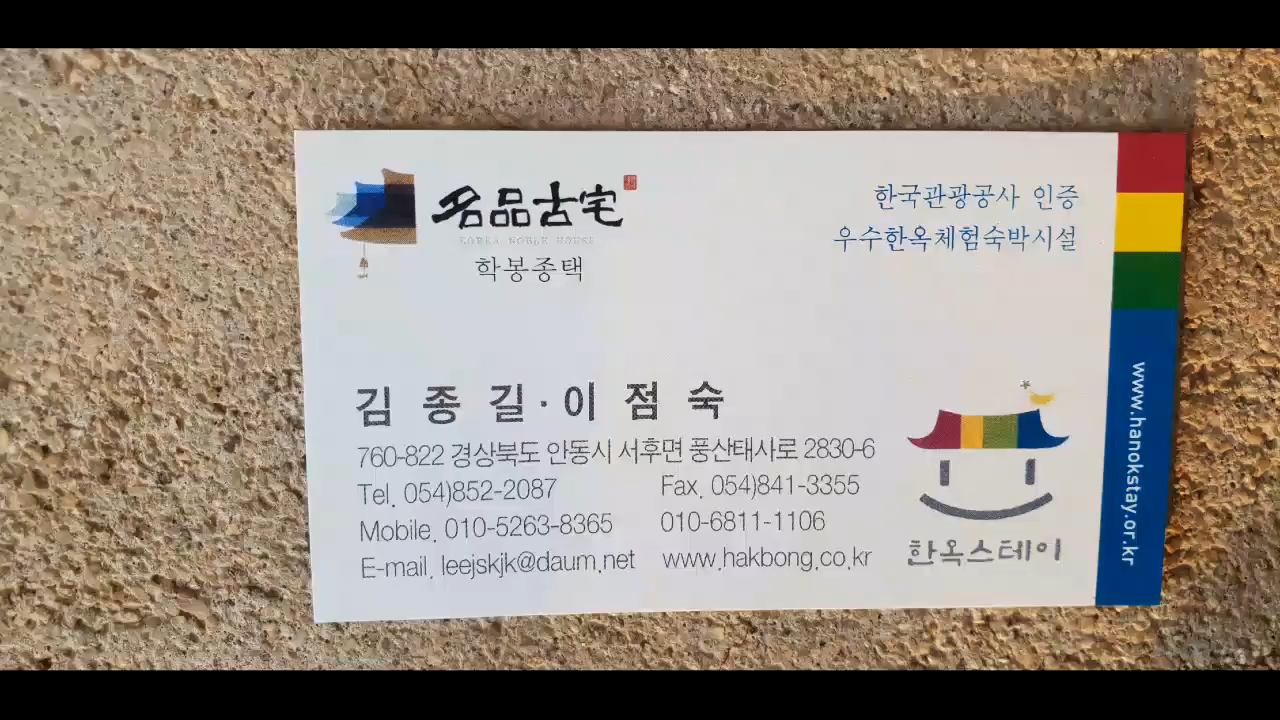 名品古宅
KOREA NOBLE HOUSE
학봉종택
한국관광공사 인증
우수한옥체험숙박시설
김 종 길 · 이 점 숙
760-822 경상북도 안동시 서후면 풍산태사로 2830-6
Tel. 054)852-2087 Fax. 054)841-3355
Mobile. 010-5263-8365 010-6811-1106
E-mail. leejskjk@daum.net www.hakbong.co.kr
한옥스테이
www.hanokstay.or.kr